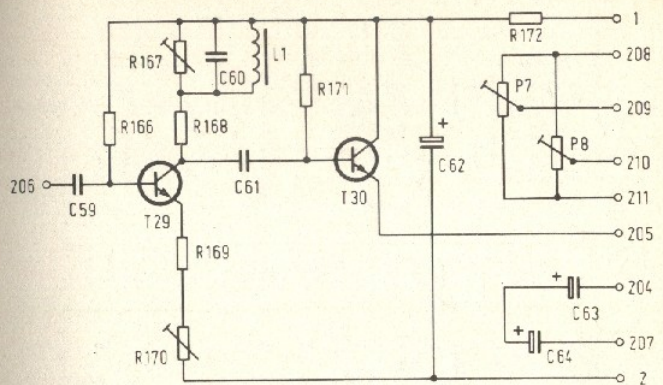 R172
1
208
R167
C60
L1
P7
R171
209
R166
R168
+
P8
210
C62
206
C61
T30
C59
T29
211
205
R169
+
204
C63
+
R170
C64
207
2